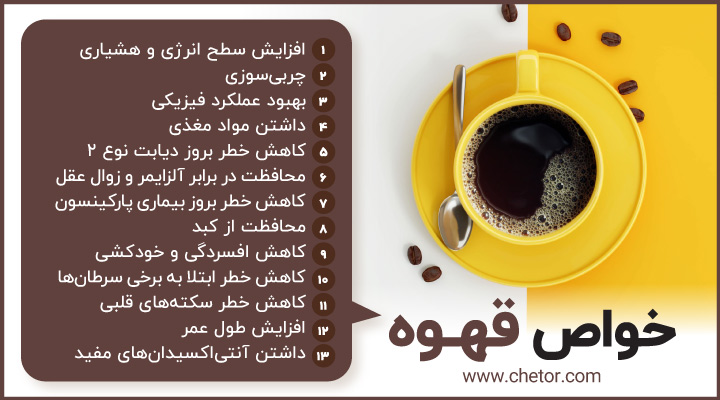 ۱ افزایش سطح انرژی و هشیاری
۲ چربی‌سوزی
۳ بهبود عملکرد فیزیکی
۴ داشتن مواد مغذی
۵ کاهش خطر بروز دیابت نوع ۲
۶ محافظت در برابر آلزایمر و زوال عقل
۷ کاهش خطر بروز بیماری پارکینسون
۸ محافظت از کبد
۹ کاهش افسردگی و خودکشی
۱۰ کاهش خطر ابتلا به برخی سرطان‌ها
۱۱ کاهش خطر سکته‌های قلبی
۱۲ افزایش طول عمر
۱۳ داشتن آنتی‌اکسیدان‌های مفید
خواص قهوه
www.chetor.com